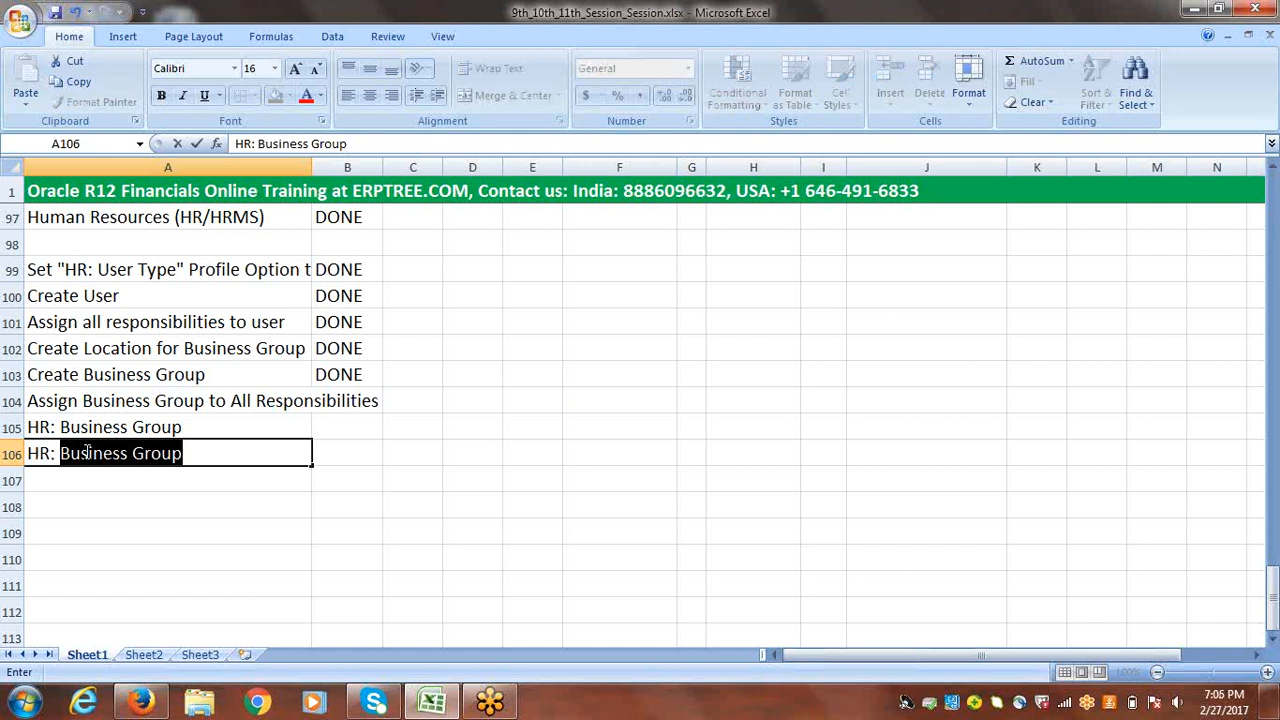 9th_10th_11th_Session_Session.xlsx - Microsoft Excel
Home Insert Page Layout Formulas Data Review View
Paste Cut Copy Format Painter Clipboard
Calibri 16 A A B I U A Font
Wrap Text Merge & Center Alignment
General $ % , Number
Conditional Formatting Format as Table Cell Styles Styles
Insert Delete Format Cells
Σ AutoSum Fill Clear Sort & Filter Find & Select Editing
A106 fx HR: Business Group
A B C D E F G H I J K L M N
1 Oracle R12 Financials Online Training at ERPTREE.COM, Contact us: India: 8886096632, USA: +1 646-491-6833
97 Human Resources (HR/HRMS) DONE
98
99 Set "HR: User Type" Profile Option t DONE
100 Create User DONE
101 Assign all responsibilities to user DONE
102 Create Location for Business Group DONE
103 Create Business Group DONE
104 Assign Business Group to All Responsibilities
105 HR: Business Group
106 HR: Business Group
107
108
109
110
111
112
113
Sheet1 Sheet2 Sheet3
Enter 100%
7:05 PM
2/27/2017